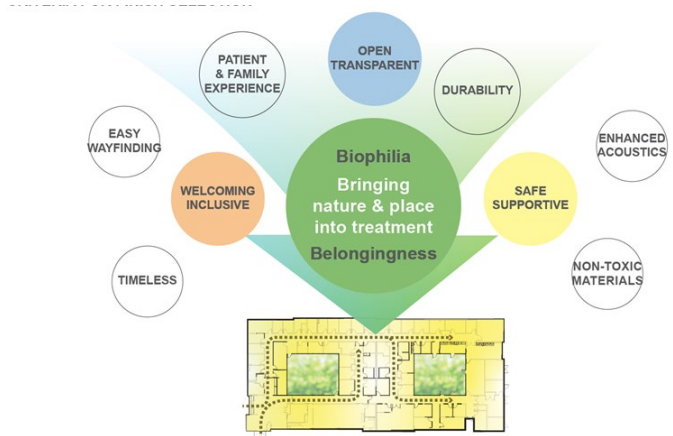 OPEN
TRANSPARENT
PATIENT
& FAMILY
EXPERIENCE
DURABILITY
EASY
WAYFINDING
ENHANCED
ACOUSTICS
Biophilia
Bringing
nature & place
into treatment
Belongingness
WELCOMING
INCLUSIVE
SAFE
SUPPORTIVE
TIMELESS
NON-TOXIC
MATERIALS